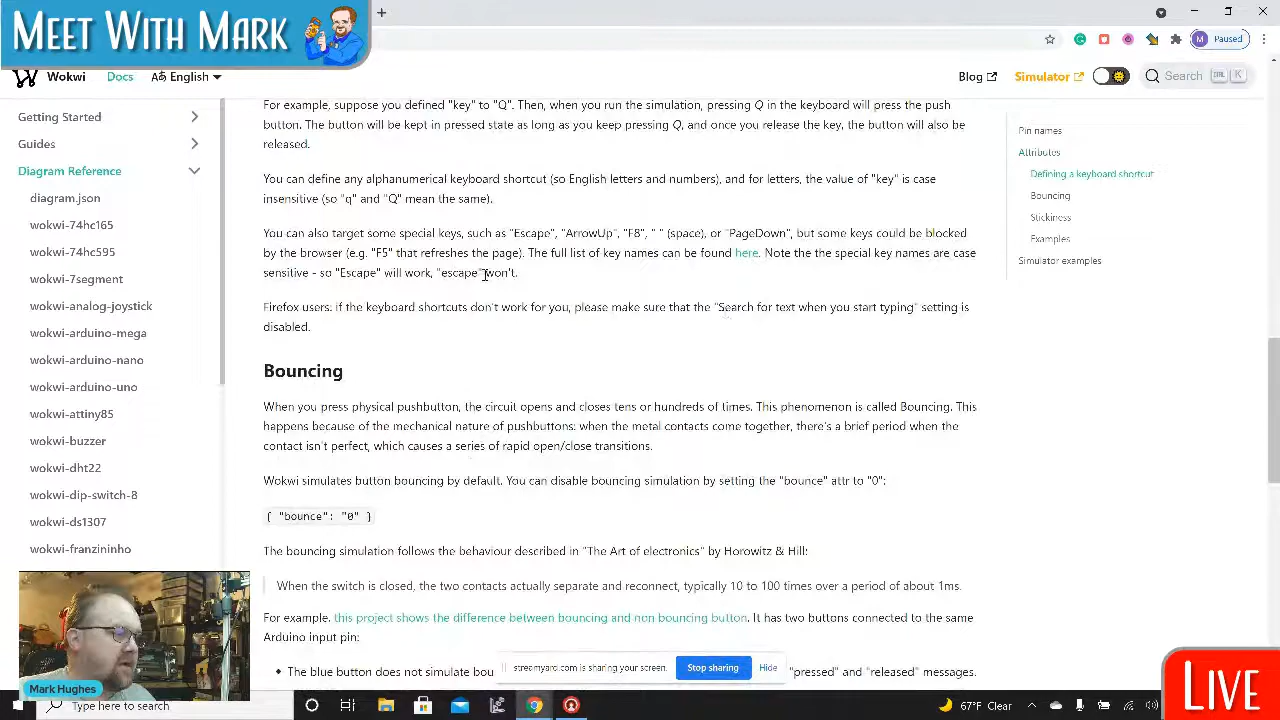 MEET WITH MARK
+
M
Paused
Wokwi
Docs
English
Blog
Simulator
Search
CTRL
K
Getting Started
Guides
Diagram Reference
diagram.json
wokwi-74hc165
wokwi-74hc595
wokwi-7segment
wokwi-analog-joystick
wokwi-arduino-mega
wokwi-arduino-nano
wokwi-arduino-uno
wokwi-attiny85
wokwi-buzzer
wokwi-dht22
wokwi-dip-switch-8
wokwi-ds1307
wokwi-franzininho
For example, suppose you defined "key" to "Q". Then, when you run the simulation, pressing Q in the keyboard will press the push
button. The button will be kept in pressed state as long as you keep pressing Q, and once you release the key, the button will also be
released.
You can define any alphanumerical keyboard shortcut (so English letters and numbers), and for letters, the value of "key" is case
insensitive (so "q" and "Q" mean the same).
You can also target some special keys, such as "Escape", "ArrowUp", "F8", " " (space), or "PageDown", but some keys could be blocked
by the browser (e.g. "F5" that refreshes the page). The full list of key names can be found here. Note the the special key names are case
sensitive - so "Escape" will work, "escape" won't.
Firefox users: if the keyboard shortcuts don't work for you, please make sure that the "Search for text when you start typing" setting is
disabled.
Bouncing
When you press physical pushbutton, the circuit opens and closes tens or hundreds of times. This phenomenon is called Bouncing. This
happens because of the mechanical nature of pushbuttons: when the metal contacts come together, there's a brief period when the
contact isn't perfect, which causes a series of rapid open/close transitions.
Wokwi simulates button bouncing by default. You can disable bouncing simulation by setting the "bounce" attr to "0":
{ "bounce": "0" }
The bouncing simulation follows the behaviour described in "The Art of electronics" by Horowitz & Hill:
When the switch is closed, the two contacts actually separate and reconnect, typically 10 to 100 times over a period of about 1ms.
For example, this project shows the difference between bouncing and non bouncing button. It has two buttons connected to the same
Arduino input pin:
The blue button does not simulate bou
"pressed" and "released" messages.
Pin names
Attributes
Defining a keyboard shortcut
Bouncing
Stickiness
Examples
Simulator examples
streamyard.com is sharing your screen.
Stop sharing
Hide
Mark Hughes
Type here to search
67°F Clear
LIVE